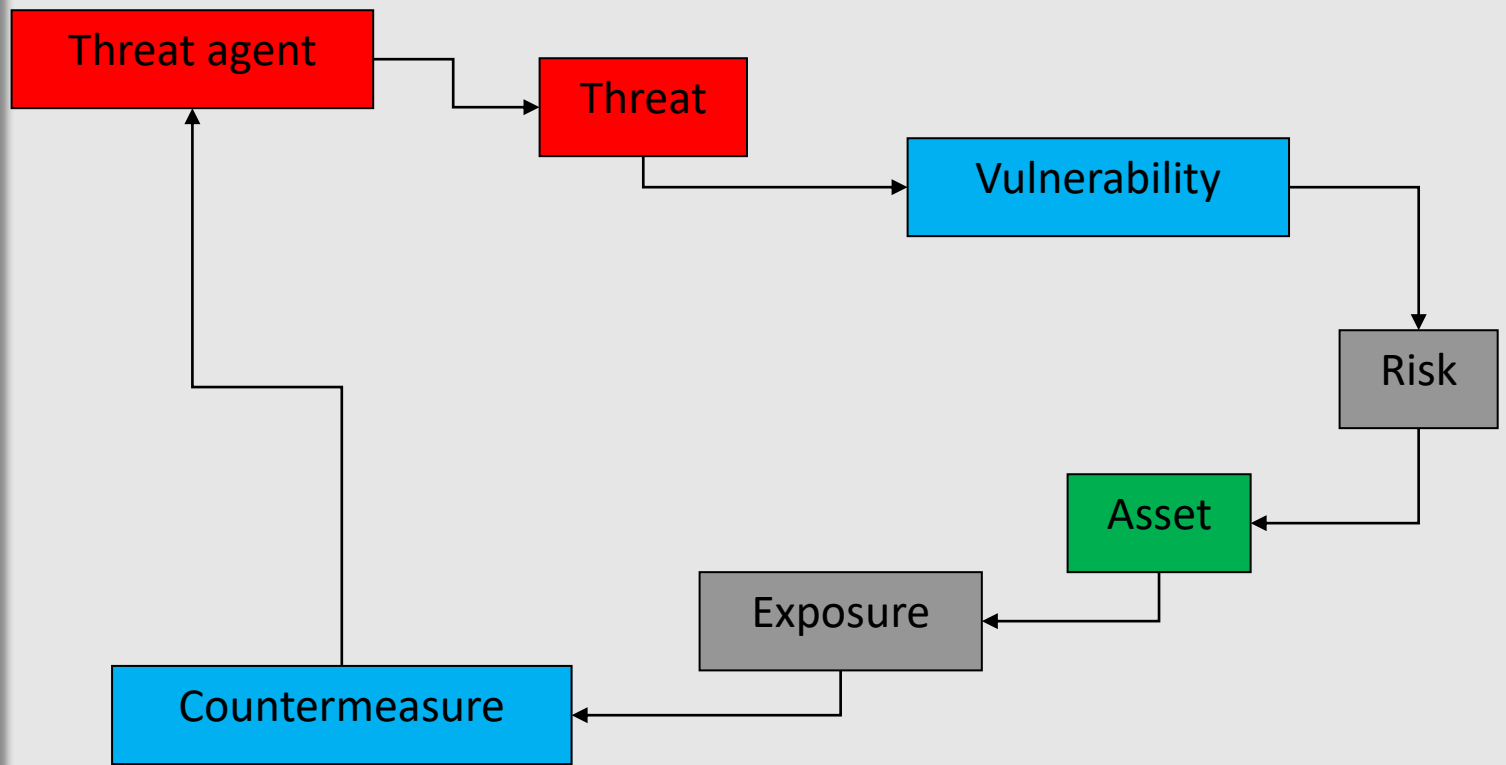 Threat agent
Threat
Vulnerability
Risk
Asset
Exposure
Countermeasure